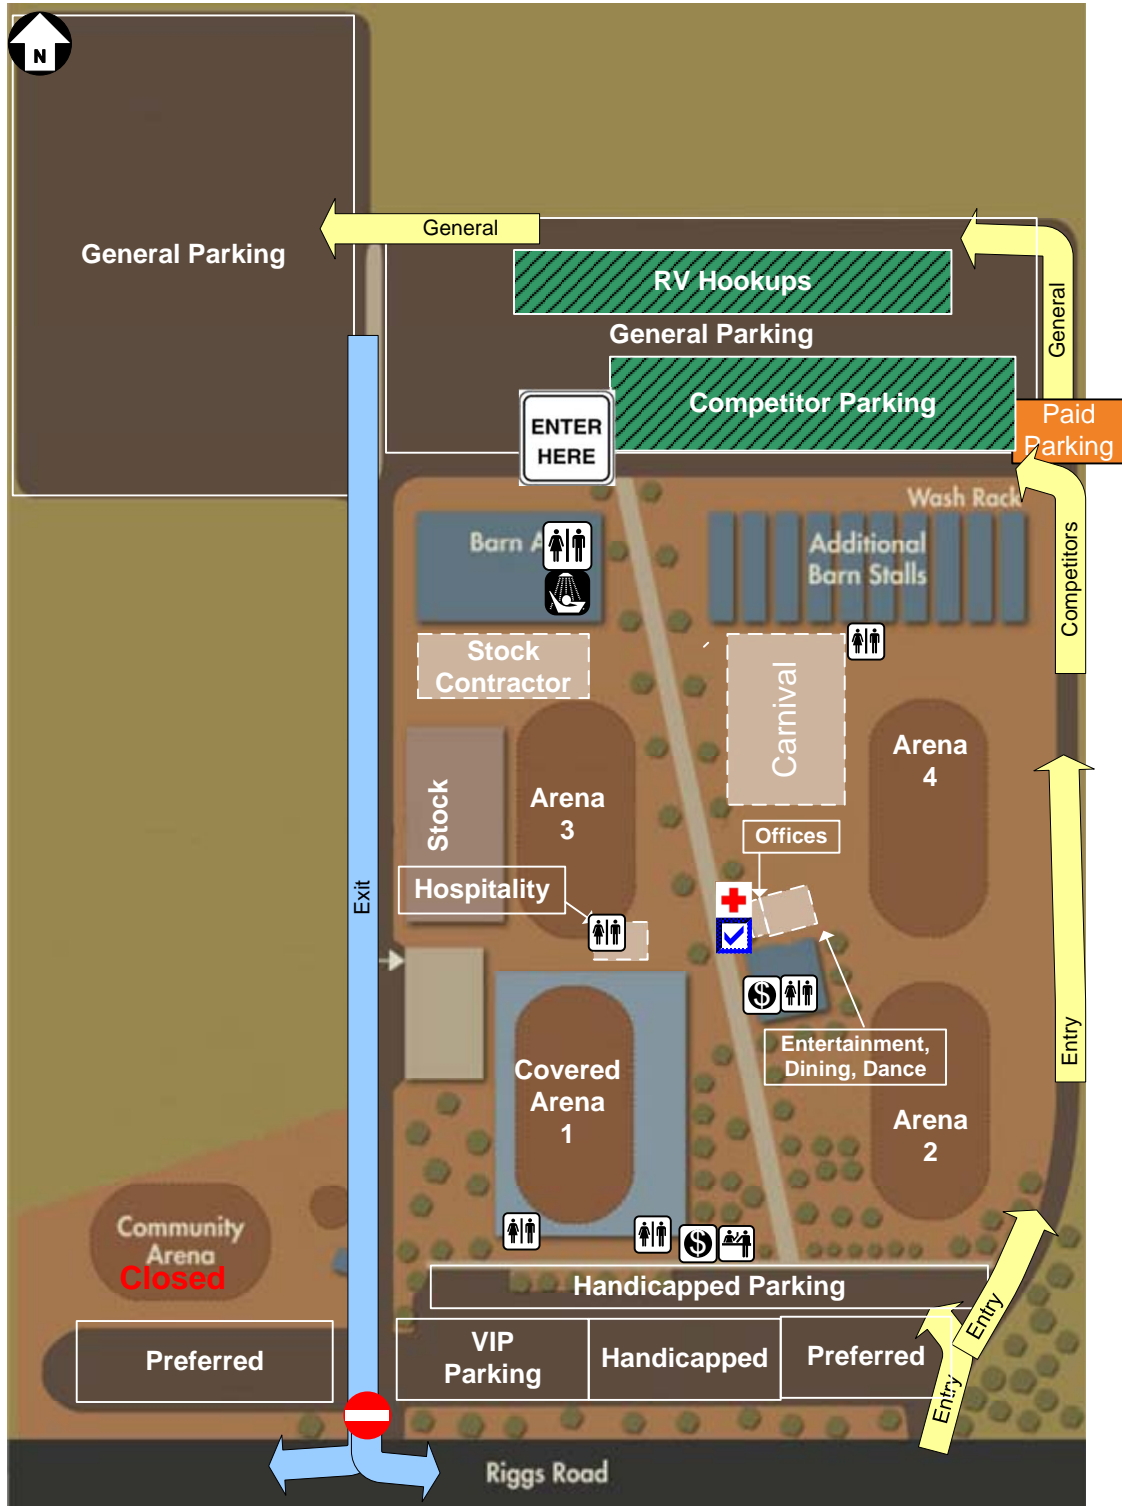 N
General Parking
General
RV Hookups
General
General Parking
Competitor Parking
Paid
Parking
ENTER
HERE
Wash Rack
Barn A
Additional
Barn Stalls
Competitors
Stock
Contractor
Carnival
Arena
4
Stock
Arena
3
Offices
Hospitality
Exit
$
Entry
Entertainment,
Dining, Dance
Covered
Arena
1
Arena
2
Community
Arena
Closed
$
Handicapped Parking
Entry
Preferred
VIP
Parking
Handicapped
Preferred
Entry
Riggs Road